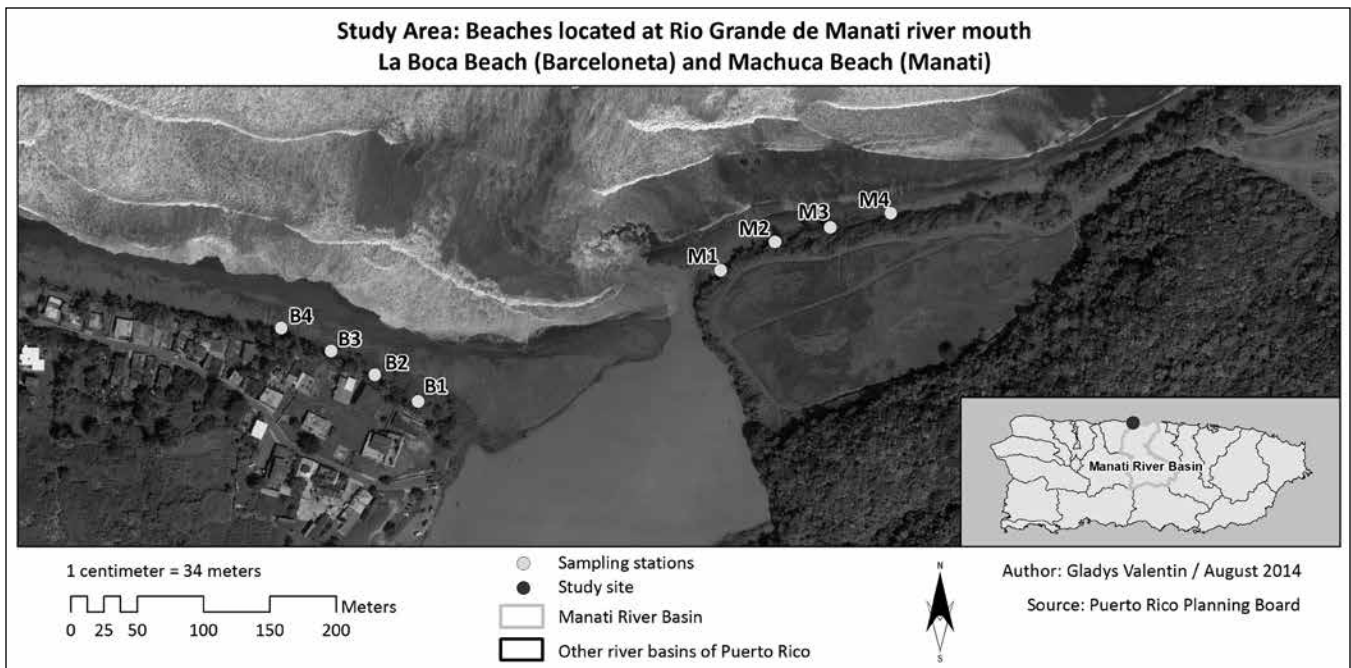 Study Area: Beaches located at Rio Grande de Manati river mouth
La Boca Beach (Barceloneta) and Machuca Beach (Manati)
M4
M3
M2
M1
B4
B3
B2
B1
Manati River Basin
1 centimeter = 34 meters
Meters
0 25 50 100 150 200
Sampling stations
Study site
Manati River Basin
Other river basins of Puerto Rico
N
S
Author: Gladys Valentin / August 2014
Source: Puerto Rico Planning Board